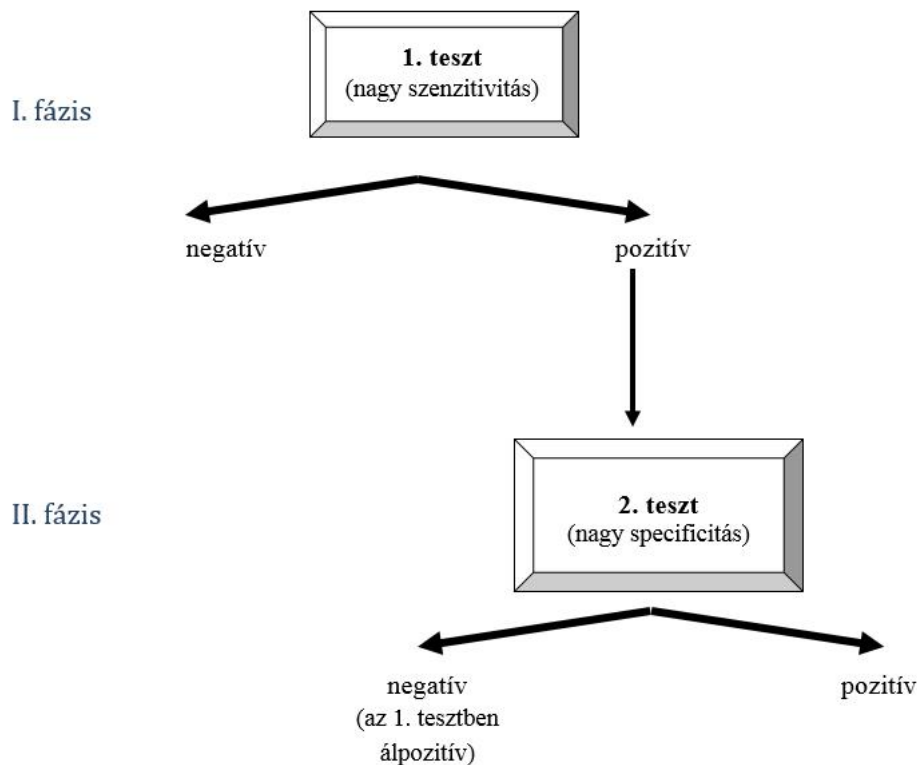 1. teszt
(nagy szenzitivitás)
I. fázis
negatív
pozitív
II. fázis
2. teszt
(nagy specificitás)
negatív
(az 1. tesztben
álpozitív)
pozitív